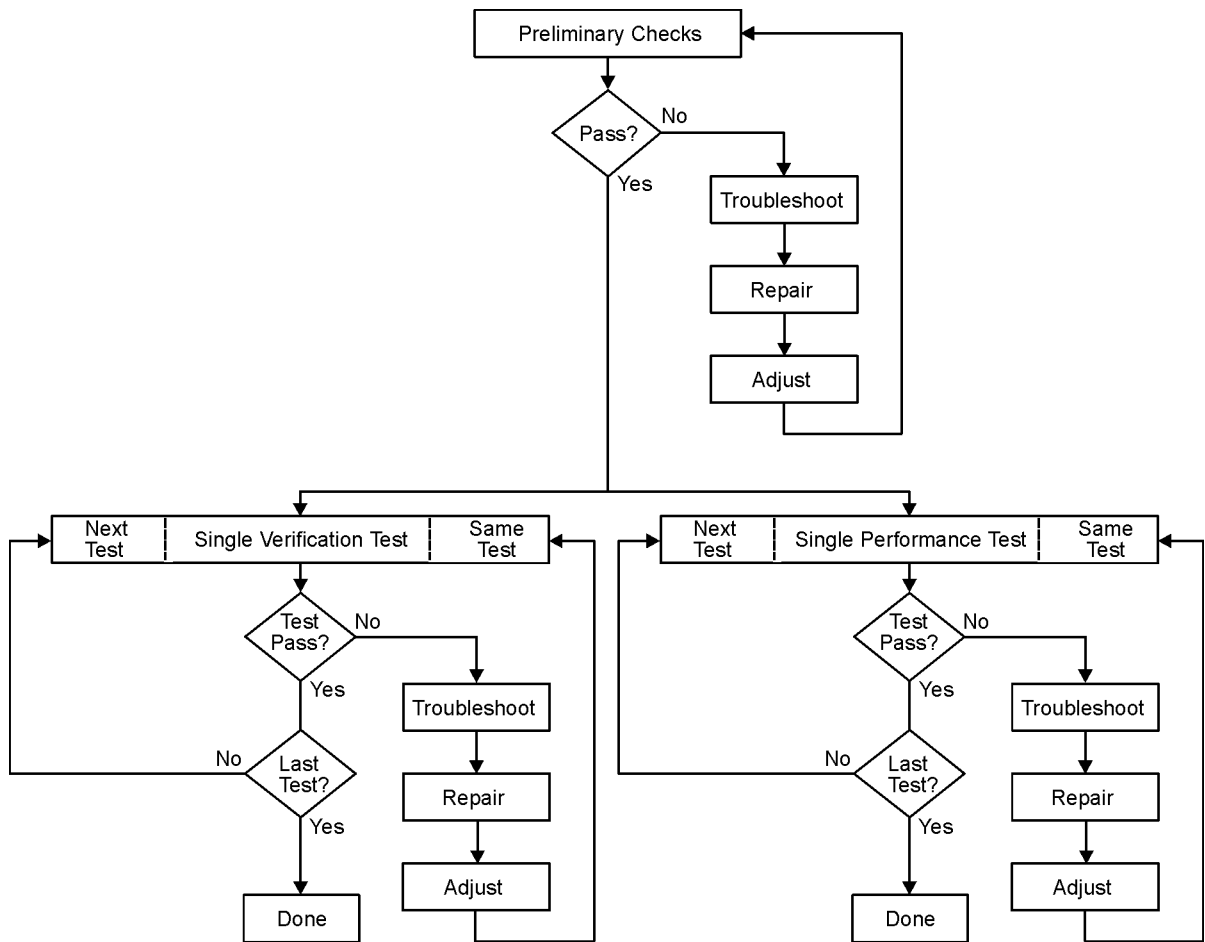 Preliminary Checks
Pass?
No
Yes
Troubleshoot
Repair
Adjust
Next
Test
Single Verification Test
Same
Test
Test
Pass?
No
Yes
Troubleshoot
No
Last
Test?
Yes
Repair
Adjust
Done
Next
Test
Single Performance Test
Same
Test
Test
Pass?
No
Yes
Troubleshoot
No
Last
Test?
Yes
Repair
Adjust
Done